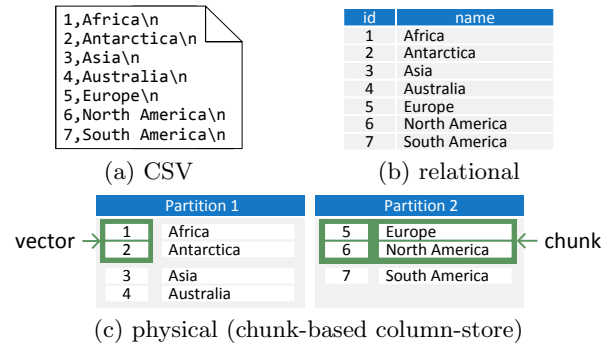 1,Africa\n
2,Antarctica\n
3,Asia\n
4,Australia\n
5,Europe\n
6,North America\n
7,South America\n
(a) CSV
id name
1 Africa
2 Antarctica
3 Asia
4 Australia
5 Europe
6 North America
7 South America
(b) relational
Partition 1
vector
1 Africa
2 Antarctica
3 Asia
4 Australia
Partition 2
5 Europe
6 North America
chunk
7 South America
(c) physical (chunk-based column-store)